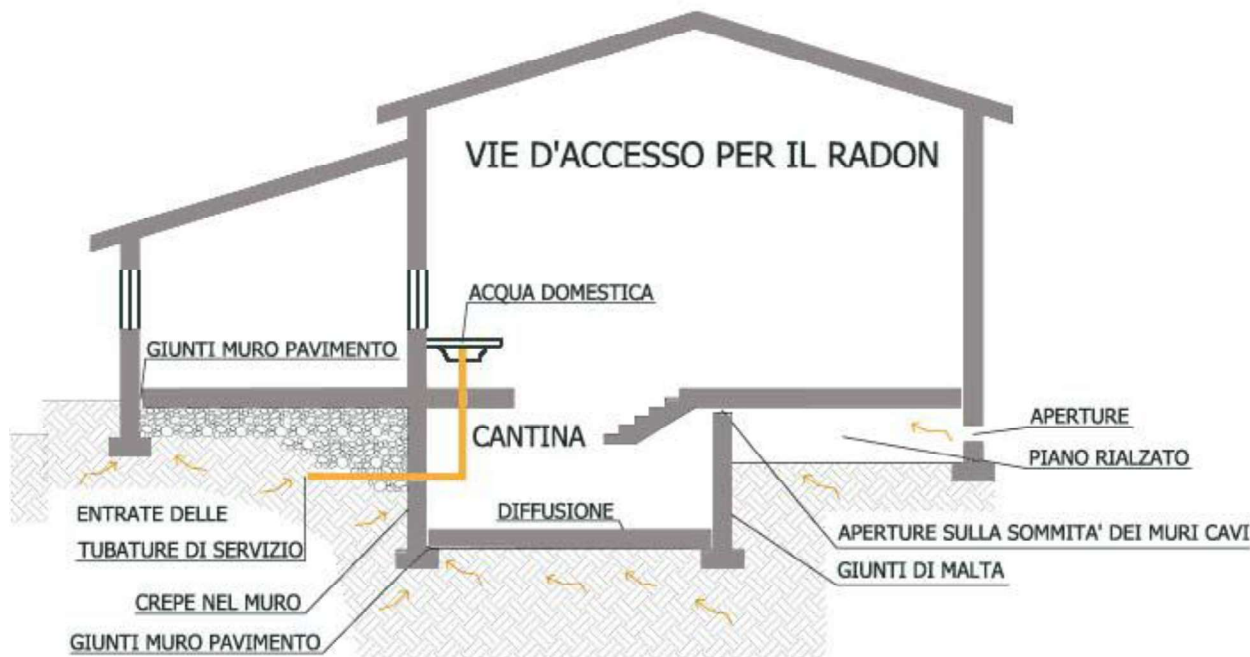 VIE D'ACCESSO PER IL RADON
ACQUA DOMESTICA
GIUNTI MURO PAVIMENTO
CANTINA
APERTURE
PIANO RIALZATO
ENTRATE DELLE
TUBATURE DI SERVIZIO
DIFFUSIONE
APERTURE SULLA SOMMITA' DEI MURI CAVI
GIUNTI DI MALTA
CREPE NEL MURO
GIUNTI MURO PAVIMENTO